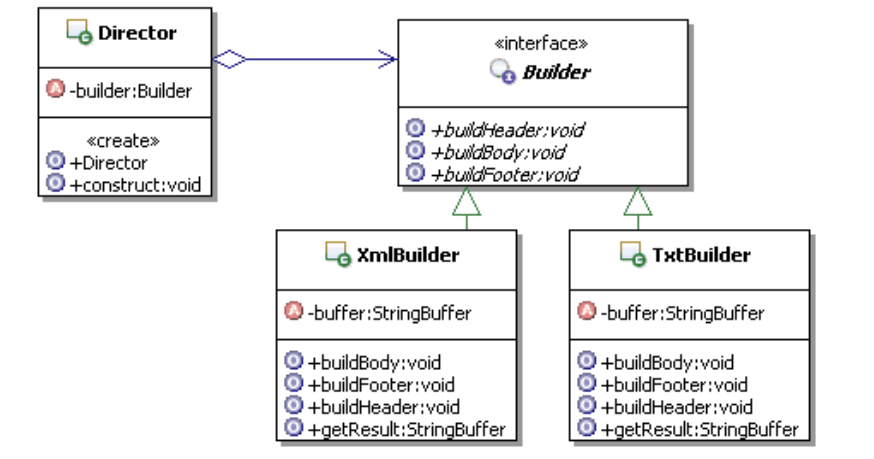 Director
-builder:Builder
«create»
+Director
+construct:void
«interface»
Builder
+buildHeader:void
+buildBody:void
+buildFooter:void
XmlBuilder
-buffer:StringBuffer
+buildBody:void
+buildFooter:void
+buildHeader:void
+getResult:StringBuffer
TxtBuilder
-buffer:StringBuffer
+buildBody:void
+buildFooter:void
+buildHeader:void
+getResult:StringBuffer